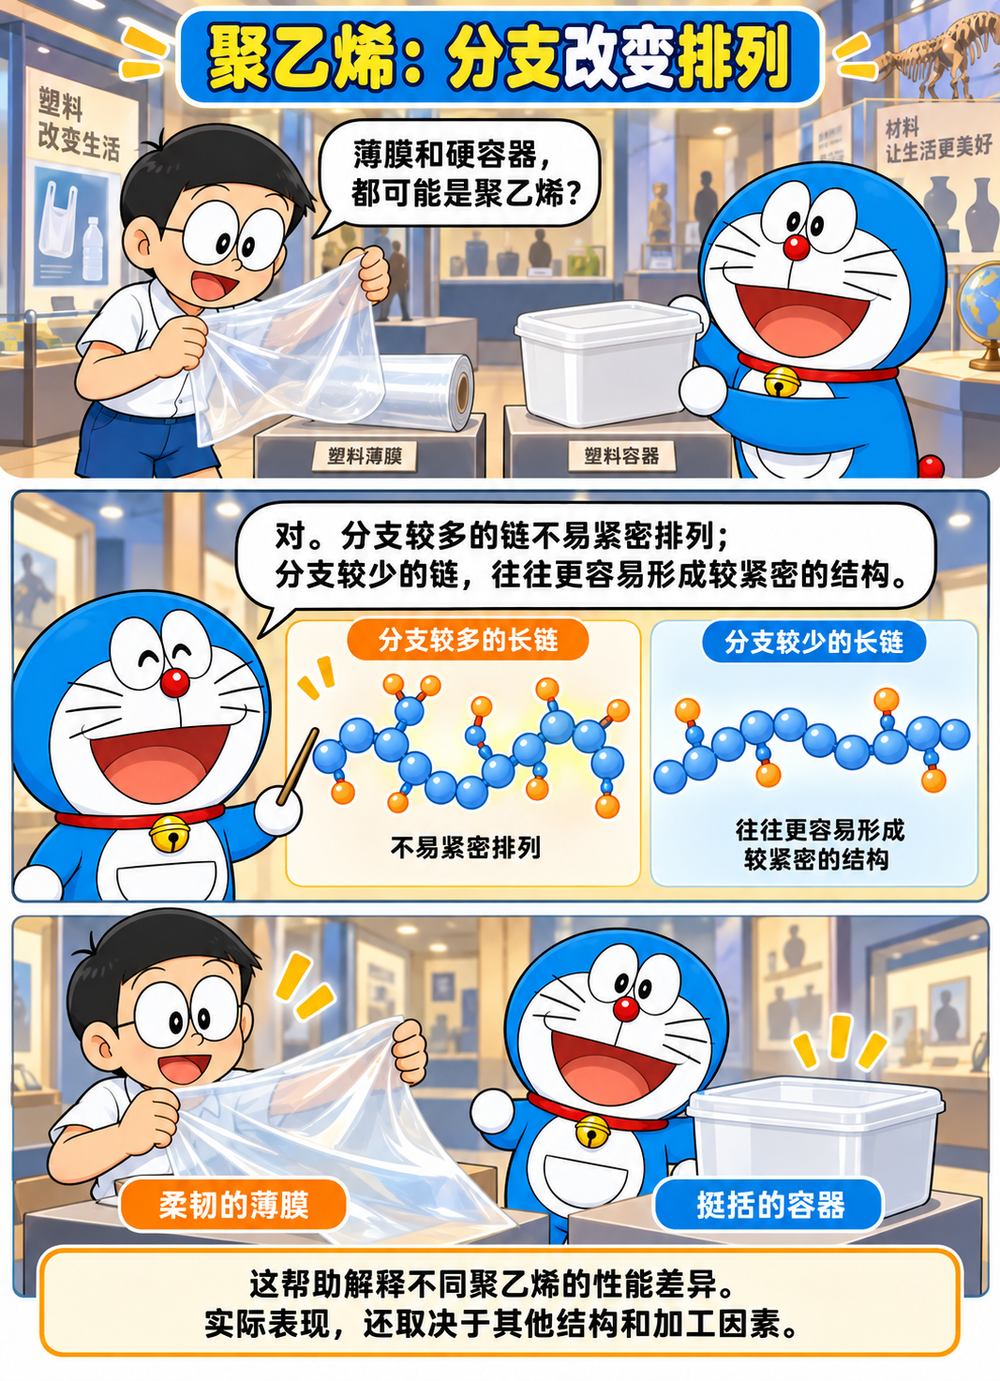 聚乙烯：分支改变排列
塑料
改变生活
材料
让生活更美好
薄膜和硬容器，
都可能是聚乙烯？
塑料薄膜
塑料容器
对。分支较多的链不易紧密排列；
分支较少的链，往往更容易形成较紧密的结构。
分支较多的长链
不易紧密排列
分支较少的长链
往往更容易形成
较紧密的结构
柔韧的薄膜
挺括的容器
这帮助解释不同聚乙烯的性能差异。
实际表现，还取决于其他结构和加工因素。